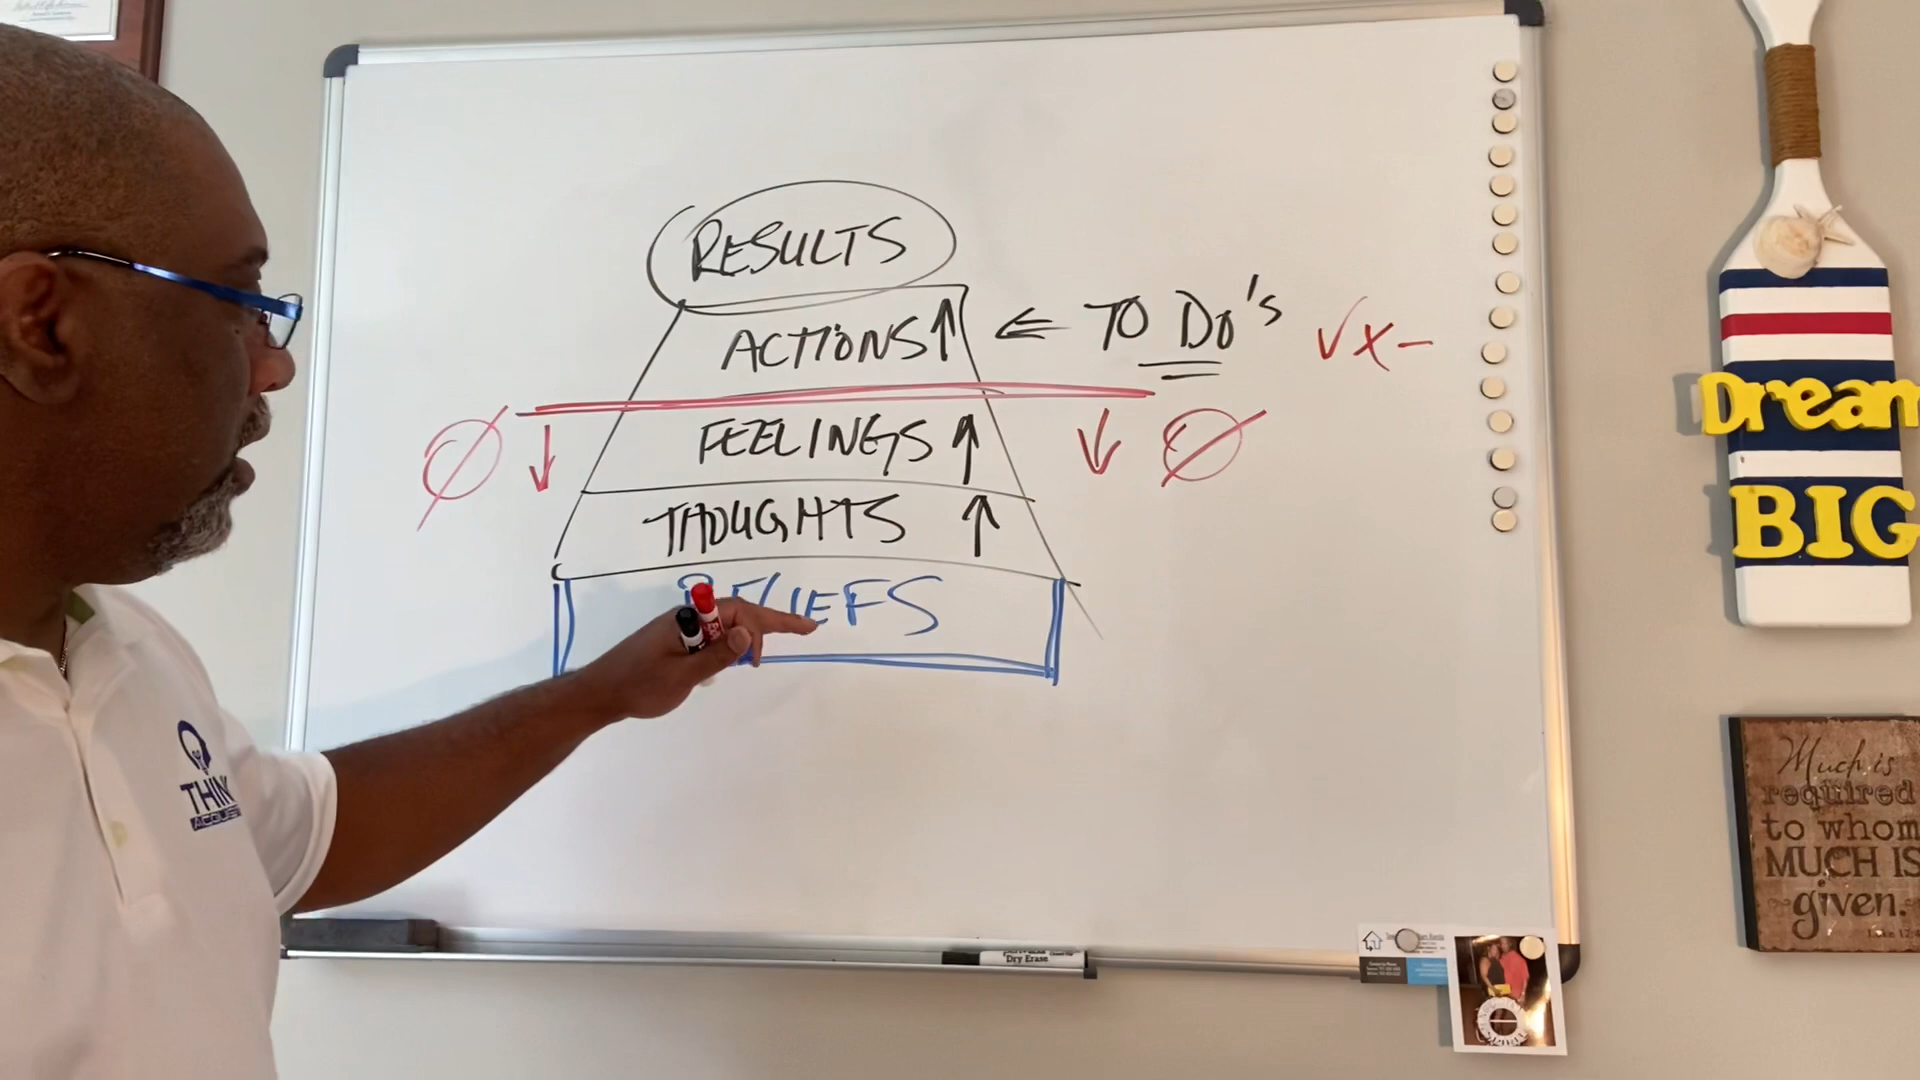 RESULTS
ACTIONS ↑ ⇐ TO DO's ✓ x -
∅ ↓ FEELINGS ↑ ↓ ∅
THOUGHTS ↑
BELIEFS
THINK
Dream
BIG
Much is
required
to whom
MUCH IS
given.
Dry Erase